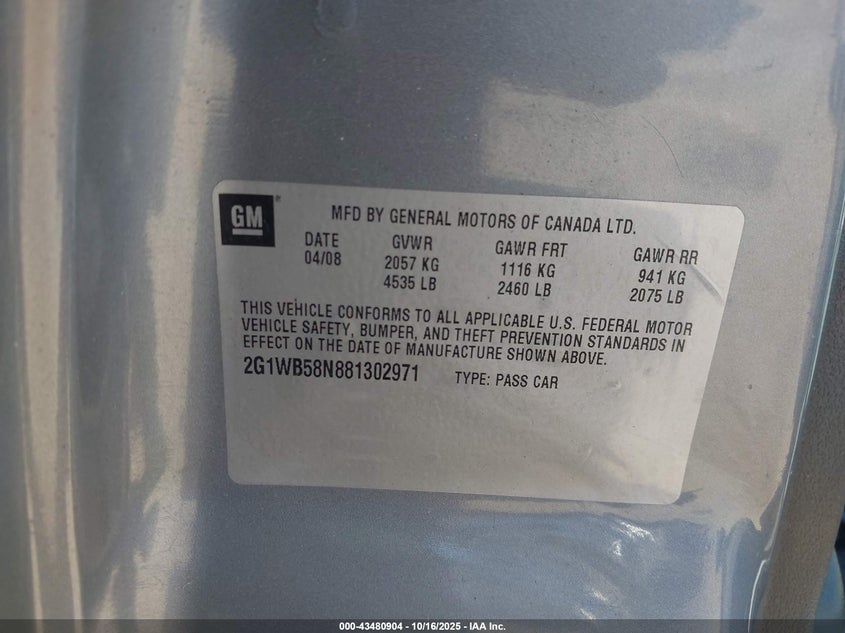 GM
MFD BY GENERAL MOTORS OF CANADA LTD.
DATE GVWR GAWR FRT GAWR RR
04/08 2057 KG 1116 KG 941 KG
4535 LB 2460 LB 2075 LB
THIS VEHICLE CONFORMS TO ALL APPLICABLE U.S. FEDERAL MOTOR
VEHICLE SAFETY, BUMPER, AND THEFT PREVENTION STANDARDS IN
EFFECT ON THE DATE OF MANUFACTURE SHOWN ABOVE.
2G1WB58N881302971 TYPE: PASS CAR
000-43480904 - 10/16/2025 - IAA Inc.